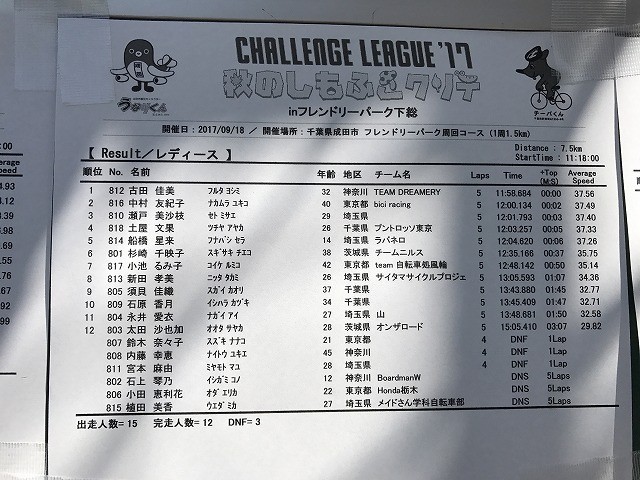 CHALLENGE LEAGUE '17
秋のしもふさクリテ
inフレンドリーパーク下総
うなりくん
チーバくん
開催日：2017/09/18 ／ 開催場所：千葉県成田市 フレンドリーパーク周回コース（1周1.5km）
【 Result／レディース 】
Distance : 7.5km
StartTime : 11:18:00
順位 No. 名前 年齢 地区 チーム名 Laps Time +Top (M:S) Average Speed
1 812 古田 佳美 フルタ ヨシミ 32 神奈川 TEAM DREAMERY 5 11:58.684 00:00 37.56
2 816 中村 友紀子 ナカムラ ユキコ 40 東京都 bici racing 5 12:00.134 00:02 37.49
3 810 瀬戸 美沙枝 セト ミサエ 29 埼玉県 5 12:01.793 00:03 37.40
4 818 土屋 文果 ツチヤ アヤカ 26 千葉県 ブントロッソ東京 5 12:03.257 00:05 37.33
5 814 船橋 星来 フナバシ セラ 14 埼玉県 ラバネロ 5 12:04.620 00:06 37.26
6 801 杉崎 千映子 スギサキ チエコ 38 茨城県 チームニルス 5 12:35.166 00:37 35.75
7 817 小池 るみ子 コイケ ルミコ 42 東京都 team 自転車処風輪 5 12:48.142 00:50 35.14
8 813 新田 孝美 ニッタ タカミ 26 埼玉県 サイタマサイクルプロジェ 5 13:05.593 01:07 34.36
9 805 須貝 佳織 スガイ カオリ 37 千葉県 5 13:43.880 01:45 32.77
10 809 石原 香月 イシハラ カヅキ 34 千葉県 5 13:45.409 01:47 32.71
11 804 永井 愛衣 ナガイ アイ 27 埼玉県 山 5 13:48.681 01:50 32.58
12 803 太田 沙也加 オオタ サヤカ 28 茨城県 オンザロード 5 15:05.410 03:07 29.82
807 鈴木 奈々子 スズキ ナナコ 21 東京都 4 DNF 1Lap
808 内藤 幸恵 ナイトウ ユキエ 45 神奈川 4 DNF 1Lap
811 宮本 麻由 ミヤモト マユ 28 埼玉県 4 DNF 1Lap
802 石上 琴乃 イシガミ コノ 12 神奈川 BoardmanW DNS 5Laps
806 小田 恵利花 オダ エリカ 22 東京都 Honda栃木 DNS 5Laps
815 植田 美香 ウエダ ミカ 27 埼玉県 メイドさん学科自転車部 DNS 5Laps
出走人数= 15 完走人数= 12 DNF= 3